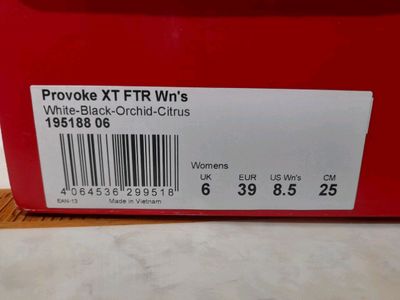 Provoke XT FTR Wn's
White-Black-Orchid-Citrus
195188 06
Womens
UK EUR US Wn's CM
6 39 8.5 25
4 064536 299518
EAN-13 Made in Vietnam